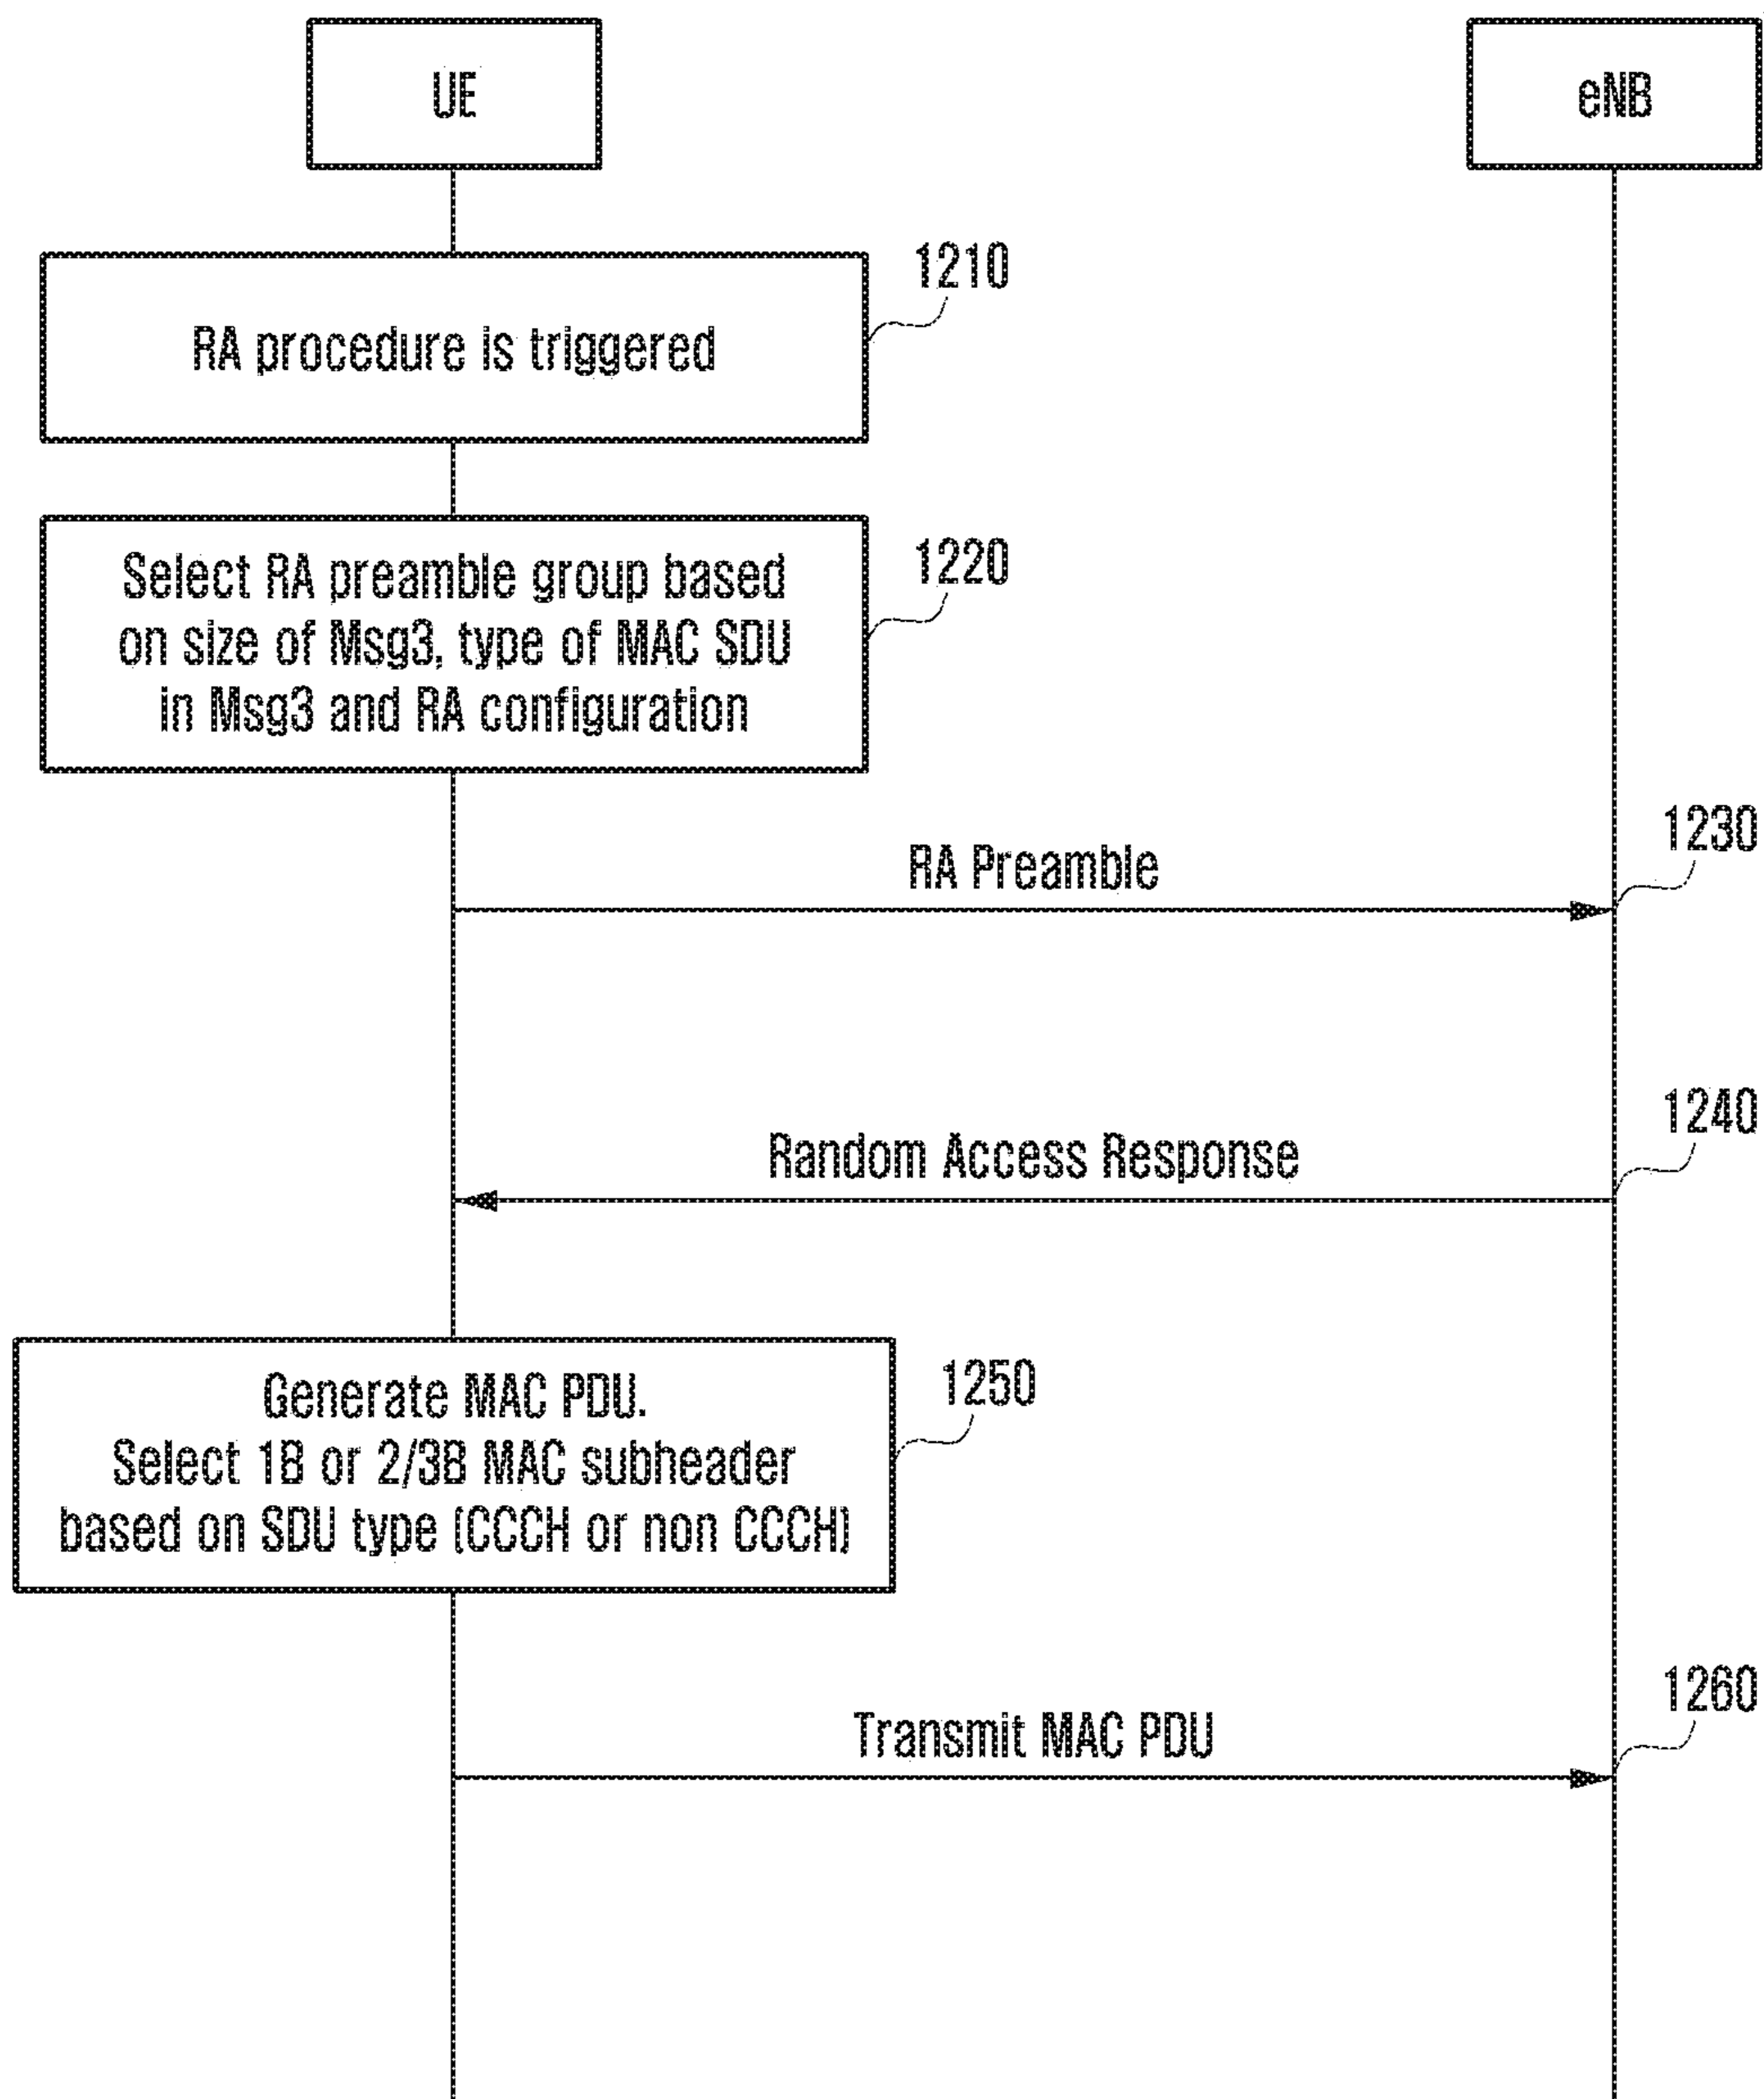 UE
eNB
1210
RA procedure is triggered
1220
Select RA preamble group based
on size of Msg3, type of MAC SDU
in Msg3 and RA configuration
1230
RA Preamble
1240
Random Access Response
1250
Generate MAC PDU.
Select 1B or 2/3B MAC subheader
based on SDU type (CCCH or non CCCH)
1260
Transmit MAC PDU